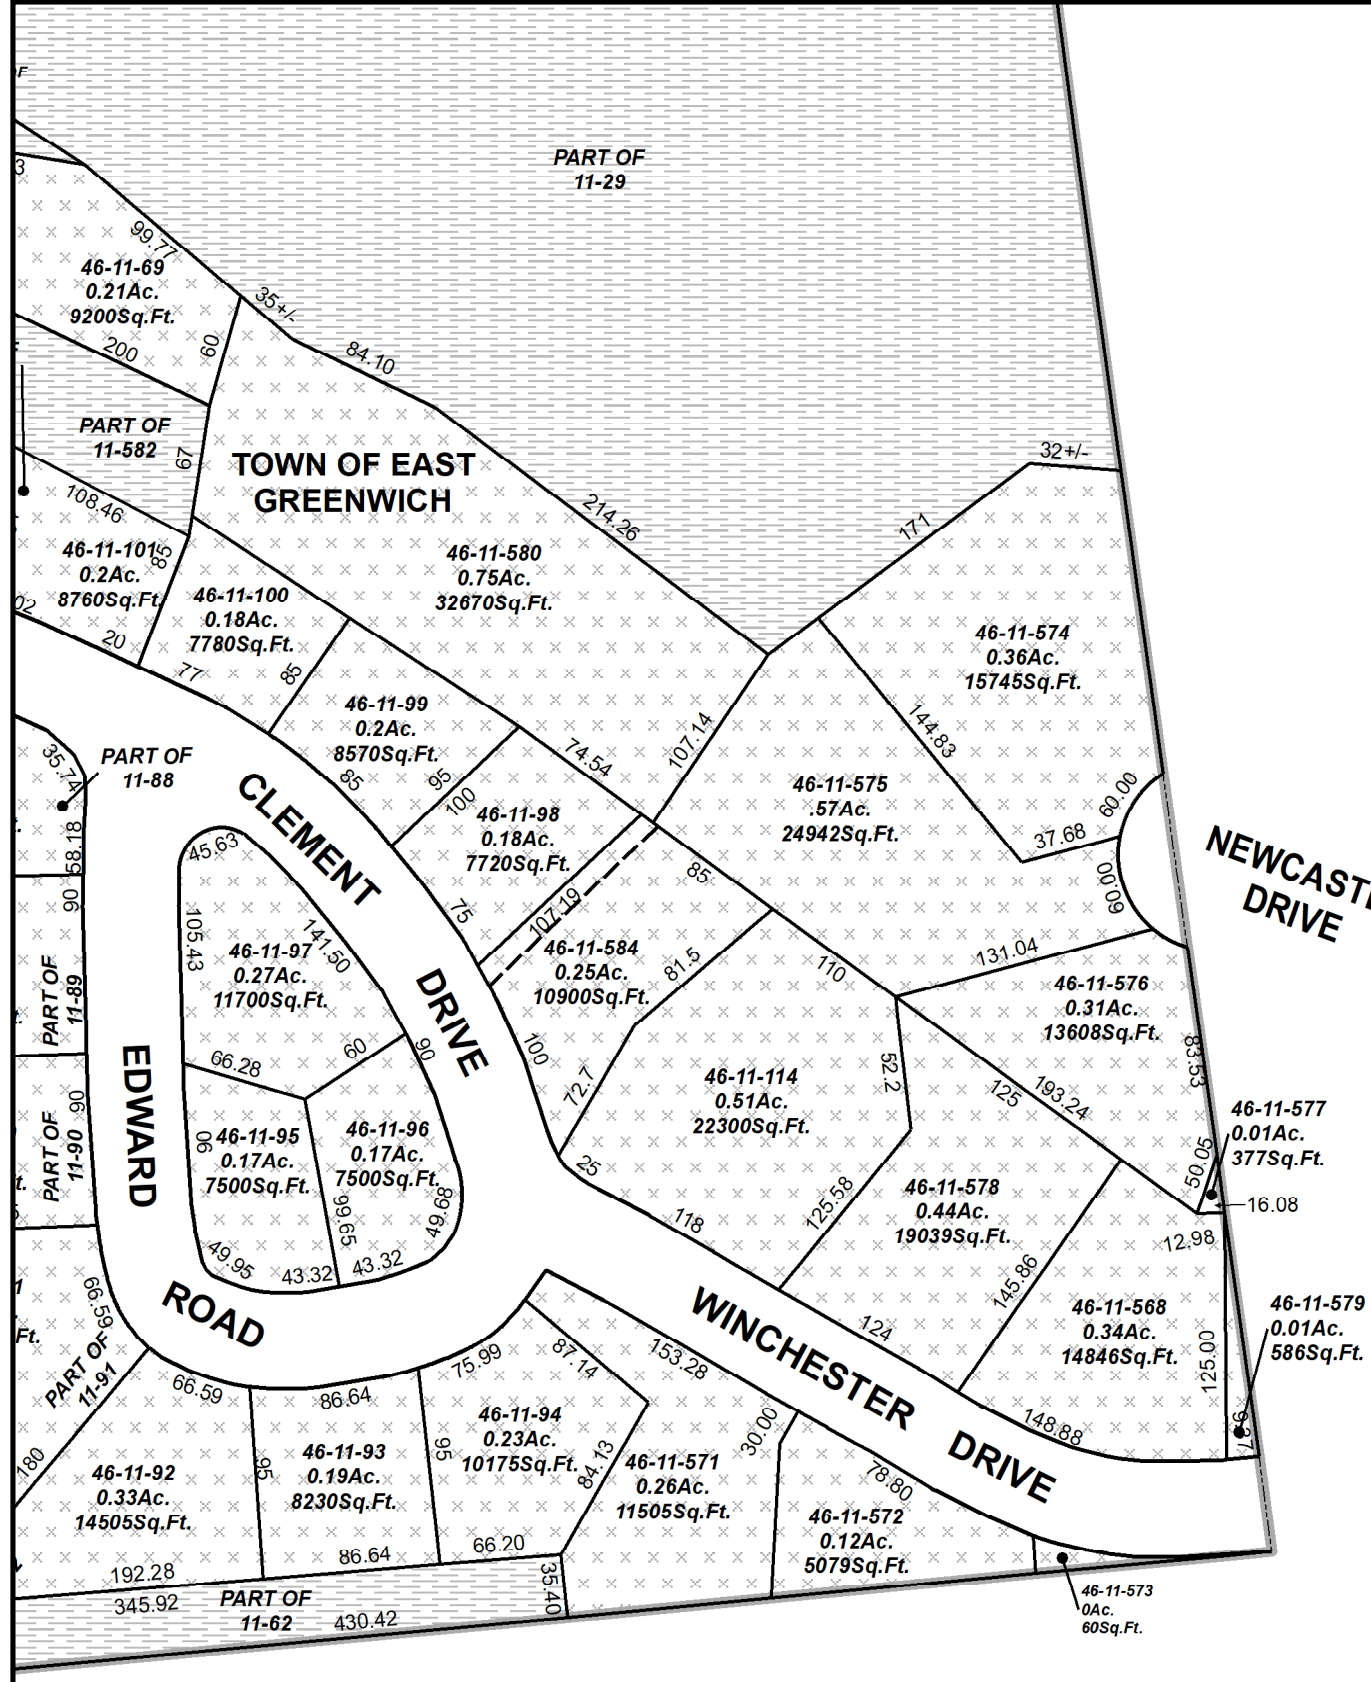 PART OF
11-29
99.77
46-11-69
0.21Ac.
9200Sq.Ft.
200
60
35+/-
84.10
PART OF
11-582
67
108.46
TOWN OF EAST
GREENWICH
214.26
32+/-
171
46-11-101
0.2Ac.
8760Sq.Ft.
85
20
46-11-100
0.18Ac.
7780Sq.Ft.
77
85
46-11-580
0.75Ac.
32670Sq.Ft.
46-11-574
0.36Ac.
15745Sq.Ft.
46-11-99
0.2Ac.
8570Sq.Ft.
85
95
100
74.54
107.14
144.83
35.74
PART OF
11-88
CLEMENT
DRIVE
46-11-98
0.18Ac.
7720Sq.Ft.
46-11-575
.57Ac.
24942Sq.Ft.
60.00
37.68
60.00
NEWCASTLE
DRIVE
58.18
90
45.63
105.43
141.50
46-11-97
0.27Ac.
11700Sq.Ft.
75
107.19
85
46-11-584
0.25Ac.
10900Sq.Ft.
81.5
110
131.04
46-11-576
0.31Ac.
13608Sq.Ft.
83.53
PART OF
11-89
EDWARD
ROAD
66.28
60
90
100
72.7
46-11-114
0.51Ac.
22300Sq.Ft.
52.2
125
193.24
46-11-577
0.01Ac.
377Sq.Ft.
50.05
16.08
PART OF
11-90
90
90
46-11-95
0.17Ac.
7500Sq.Ft.
46-11-96
0.17Ac.
7500Sq.Ft.
99.65
49.68
49.95
43.32
43.32
25
118
125.58
46-11-578
0.44Ac.
19039Sq.Ft.
145.86
124
12.98
46-11-568
0.34Ac.
14846Sq.Ft.
125.00
46-11-579
0.01Ac.
586Sq.Ft.
148.88
WINCHESTER
DRIVE
66.59
PART OF
11-91
66.59
86.64
75.99
87.14
153.28
30.00
78.80
180
46-11-92
0.33Ac.
14505Sq.Ft.
95
46-11-93
0.19Ac.
8230Sq.Ft.
95
46-11-94
0.23Ac.
10175Sq.Ft.
84.13
46-11-571
0.26Ac.
11505Sq.Ft.
46-11-572
0.12Ac.
5079Sq.Ft.
46-11-573
0Ac.
60Sq.Ft.
192.28
86.64
66.20
35.40
345.92
PART OF
11-62
430.42